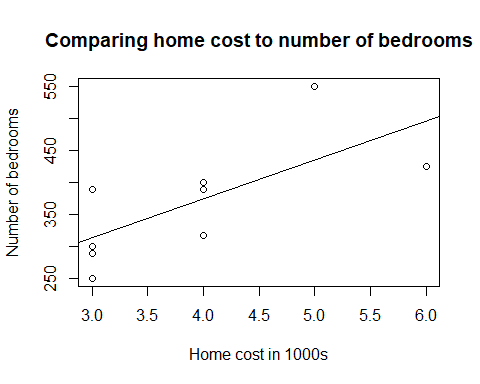 Comparing home cost to number of bedrooms
Number of bedrooms
550
450
350
250
3.0 3.5 4.0 4.5 5.0 5.5 6.0
Home cost in 1000s